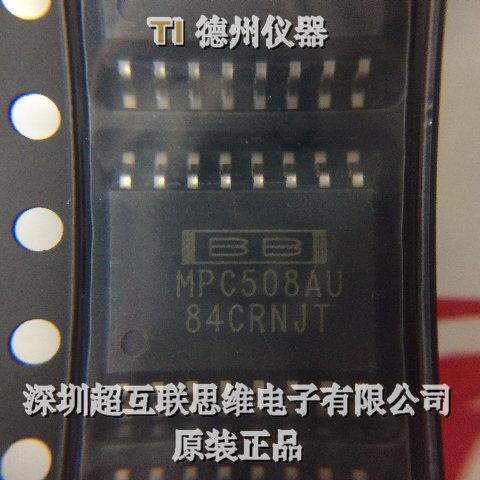 TI 德州仪器
BB
MPC508AU
84CRNJT
深圳超互联思维电子有限公司
原装正品